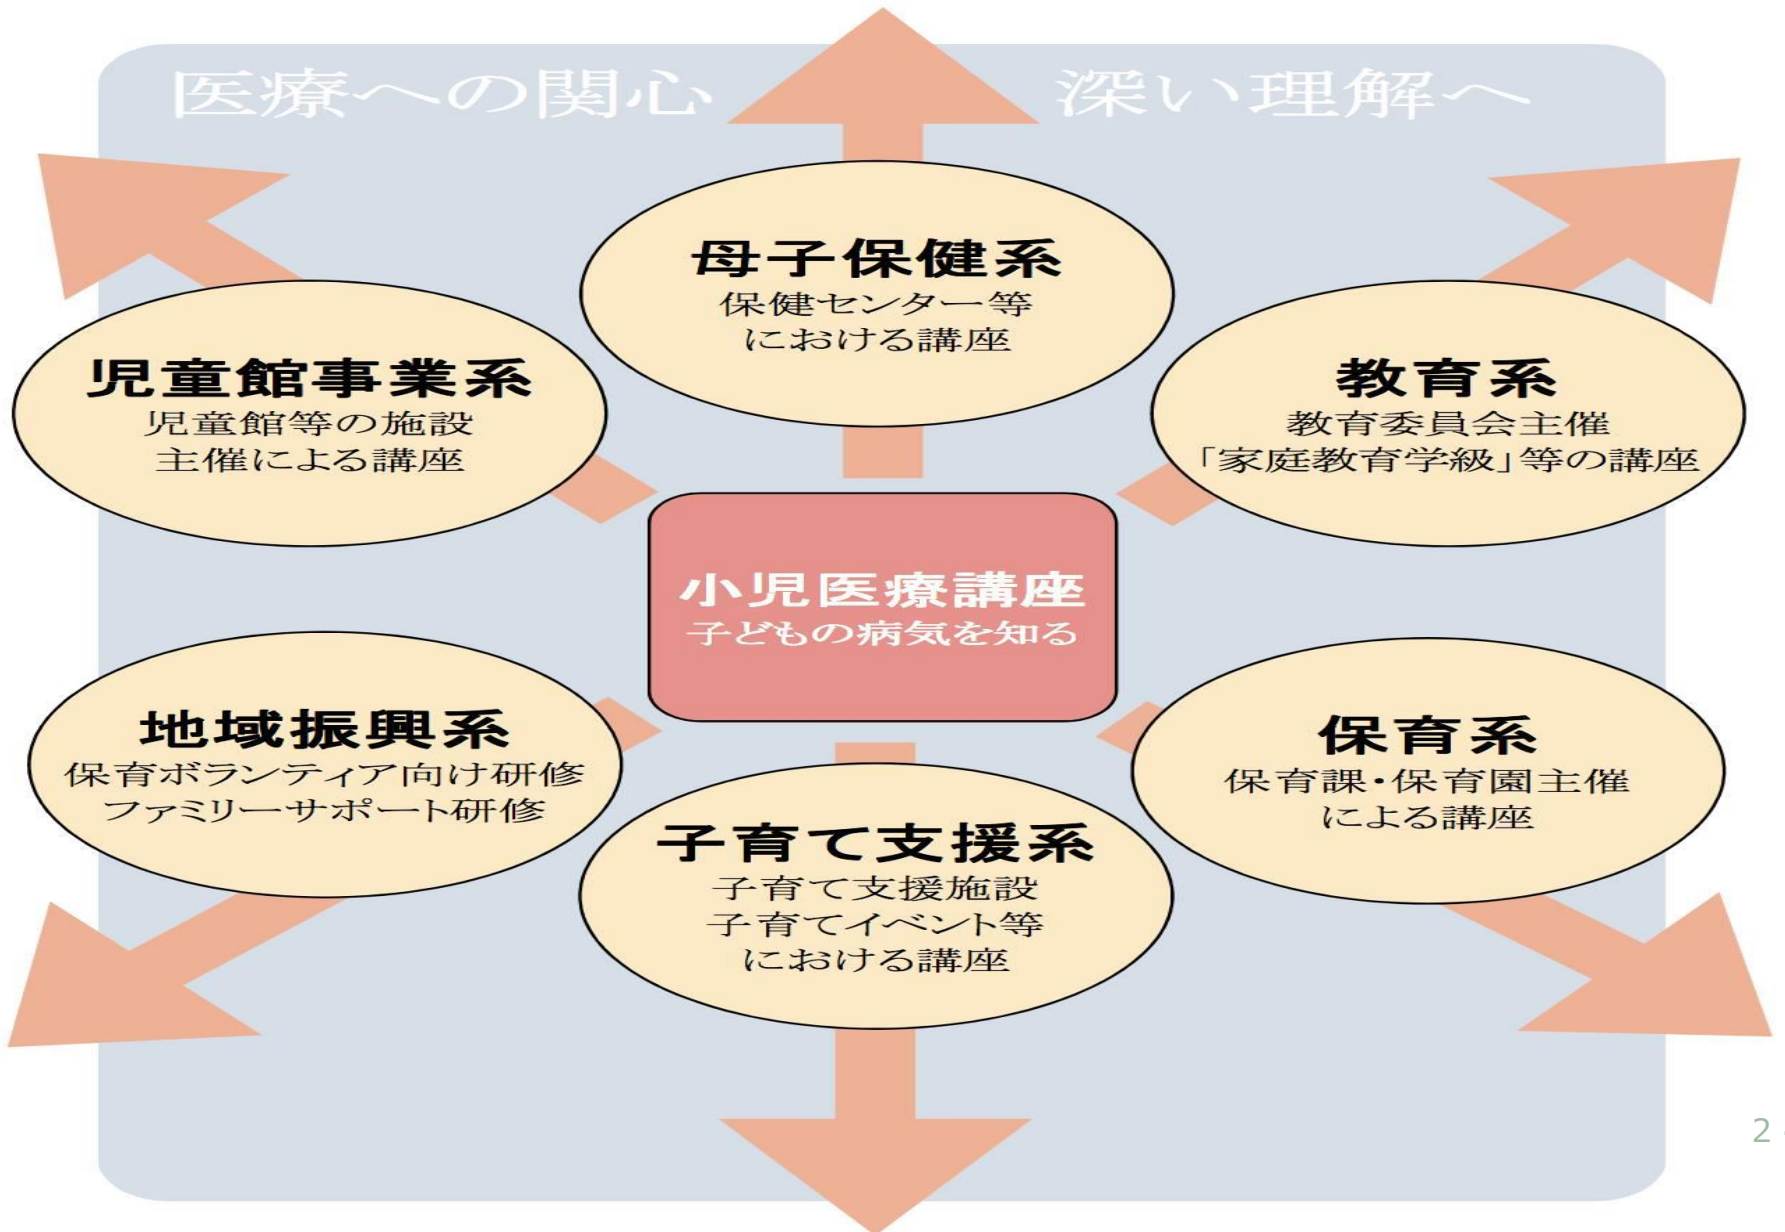 医療への関心
深い理解へ
母子保健系
保健センター等
における講座
児童館事業系
児童館等の施設
主催による講座
教育系
教育委員会主催
「家庭教育学級」等の講座
小児医療講座
子どもの病気を知る
地域振興系
保育ボランティア向け研修
ファミリーサポート研修
保育系
保育課・保育園主催
による講座
子育て支援系
子育て支援施設
子育てイベント等
における講座
2